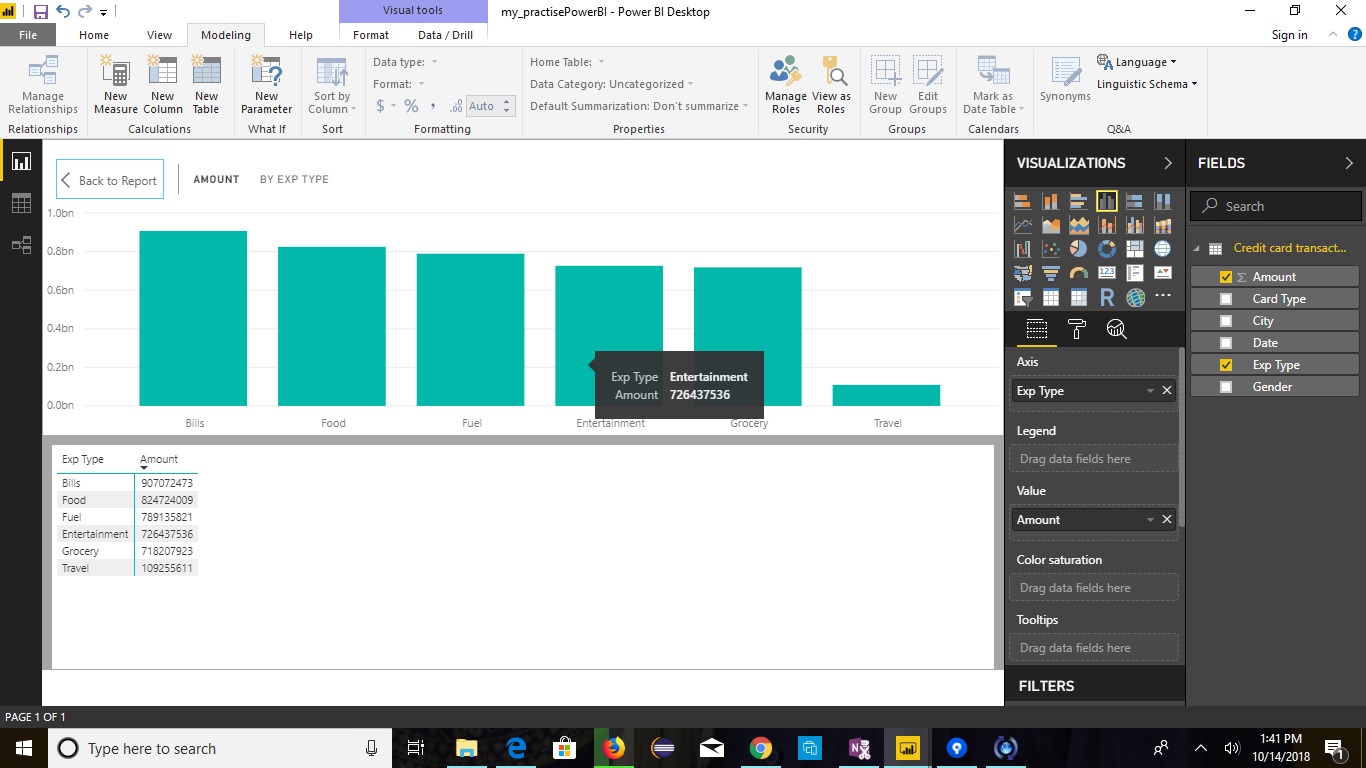 Visual tools
my_practisePowerBI - Power BI Desktop
File Home View Modeling Help Format Data / Drill Sign in
Manage Relationships
New Measure
New Column
New Table
New Parameter
Sort by Column
Data type:
Format:
$ % , .00 Auto
Home Table:
Data Category: Uncategorized
Default Summarization: Don't summarize
Manage Roles
View as Roles
New Group
Edit Groups
Mark as Date Table
Synonyms
Language
Linguistic Schema
Relationships Calculations What If Sort Formatting Properties Security Groups Calendars Q&A
Back to Report AMOUNT BY EXP TYPE
1.0bn
0.8bn
0.6bn
0.4bn
0.2bn
0.0bn
Exp Type Entertainment
Amount 726437536
Bills Food Fuel Entertainment Grocery Travel
Exp Type Amount
Bills 907072473
Food 824724009
Fuel 789135821
Entertainment 726437536
Grocery 718207923
Travel 109255611
VISUALIZATIONS
123
R
Axis
Exp Type
Legend
Drag data fields here
Value
Amount
Color saturation
Drag data fields here
Tooltips
Drag data fields here
FILTERS
FIELDS
Search
Credit card transact...
Σ Amount
Card Type
City
Date
Exp Type
Gender
PAGE 1 OF 1
Type here to search
1:41 PM
10/14/2018
1